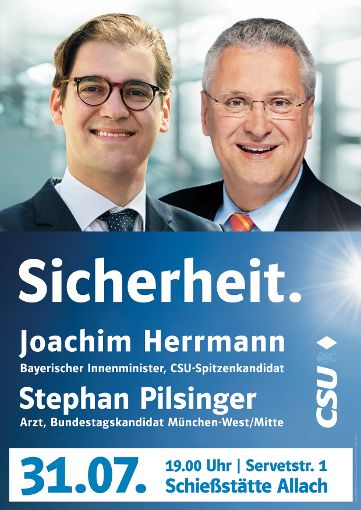 Sicherheit.
Joachim Herrmann
Bayerischer Innenminister, CSU-Spitzenkandidat
Stephan Pilsinger
Arzt, Bundestagskandidat München-West/Mitte
CSU
31.07.
19.00 Uhr | Servetstr. 1
Schießstätte Allach